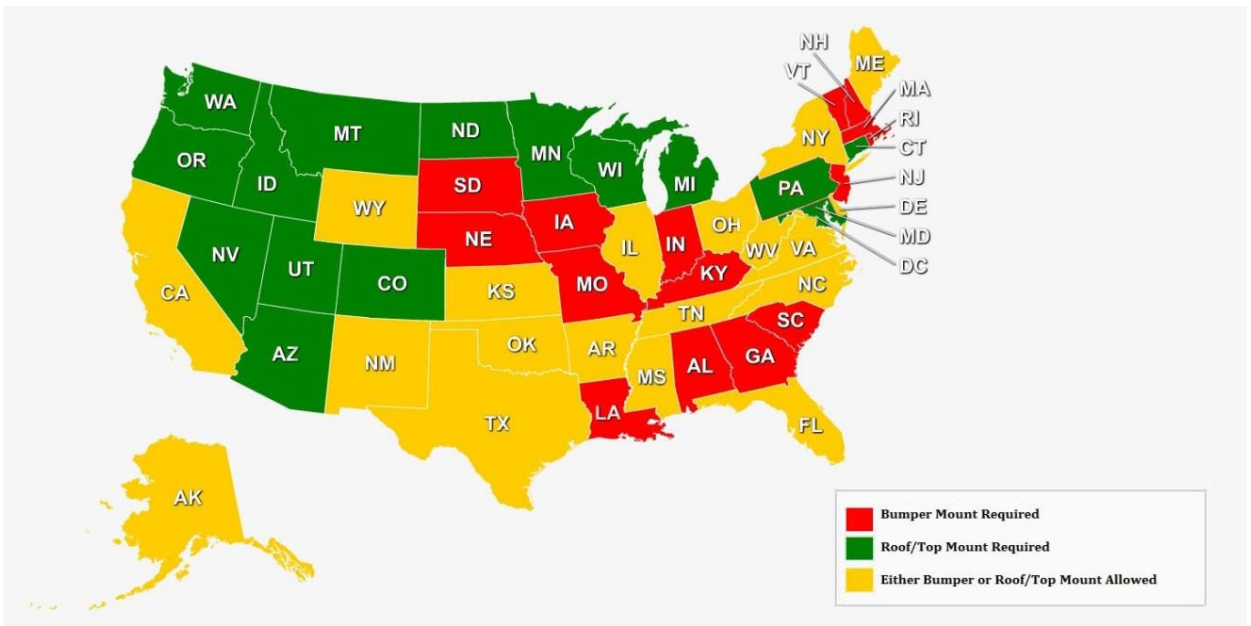 NH
ME
VT
WA
MA
MT
ND
RI
MN
OR
NY
CT
WI
ID
MI
PA
NJ
SD
WY
DE
IA
OH
MD
NE
IL
IN
WV
VA
NV
DC
UT
CO
MO
KY
CA
KS
NC
TN
SC
OK
AR
AZ
NM
GA
AL
MS
LA
TX
FL
AK
Bumper Mount Required
Roof/Top Mount Required
Either Bumper or Roof/Top Mount Allowed